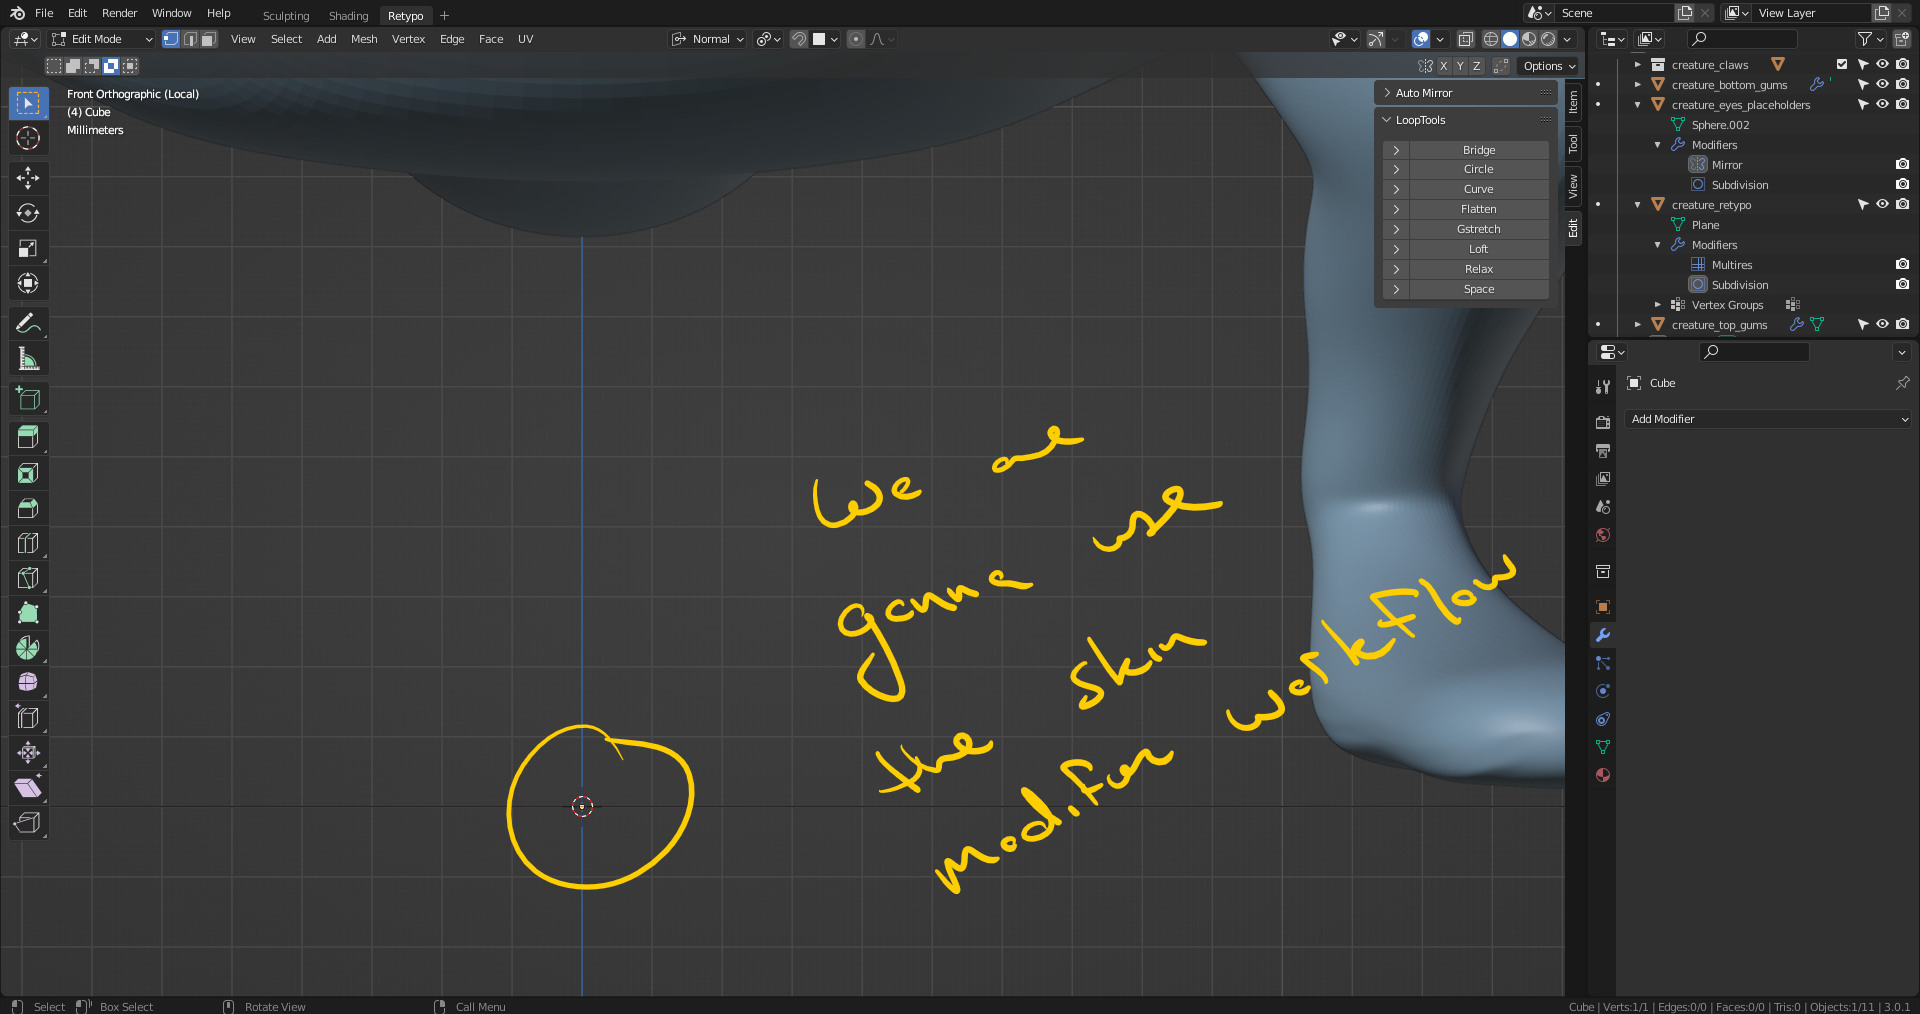 File Edit Render Window Help Sculpting Shading Retypo + Scene View Layer
Edit Mode View Select Add Mesh Vertex Edge Face UV Normal
X Y Z Options
Front Orthographic (Local)
(4) Cube
Millimeters
Auto Mirror
LoopTools
Bridge
Circle
Curve
Flatten
Gstretch
Loft
Relax
Space
Item
Tool
View
Edit
creature_claws
creature_bottom_gums
creature_eyes_placeholders
Sphere.002
Modifiers
Mirror
Subdivision
creature_retypo
Plane
Modifiers
Multires
Subdivision
Vertex Groups
creature_top_gums
Cube
Add Modifier
We are
gonna use
the skin
modifier workflow
Select Box Select Rotate View Call Menu Cube | Verts:1/1 | Edges:0/0 | Faces:0/0 | Tris:0 | Objects:1/11 | 3.0.1